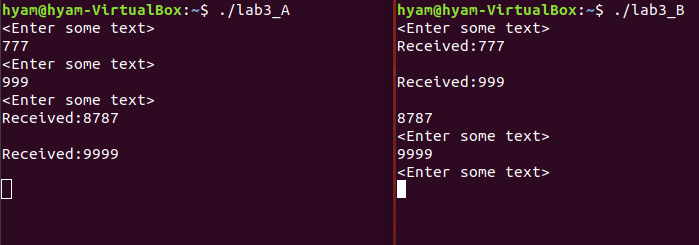 hyam@hyam-VirtualBox:~$ ./lab3_A
<Enter some text>
777
<Enter some text>
999
<Enter some text>
Received:8787
Received:9999
hyam@hyam-VirtualBox:~$ ./lab3_B
<Enter some text>
Received:777
Received:999
8787
<Enter some text>
9999
<Enter some text>